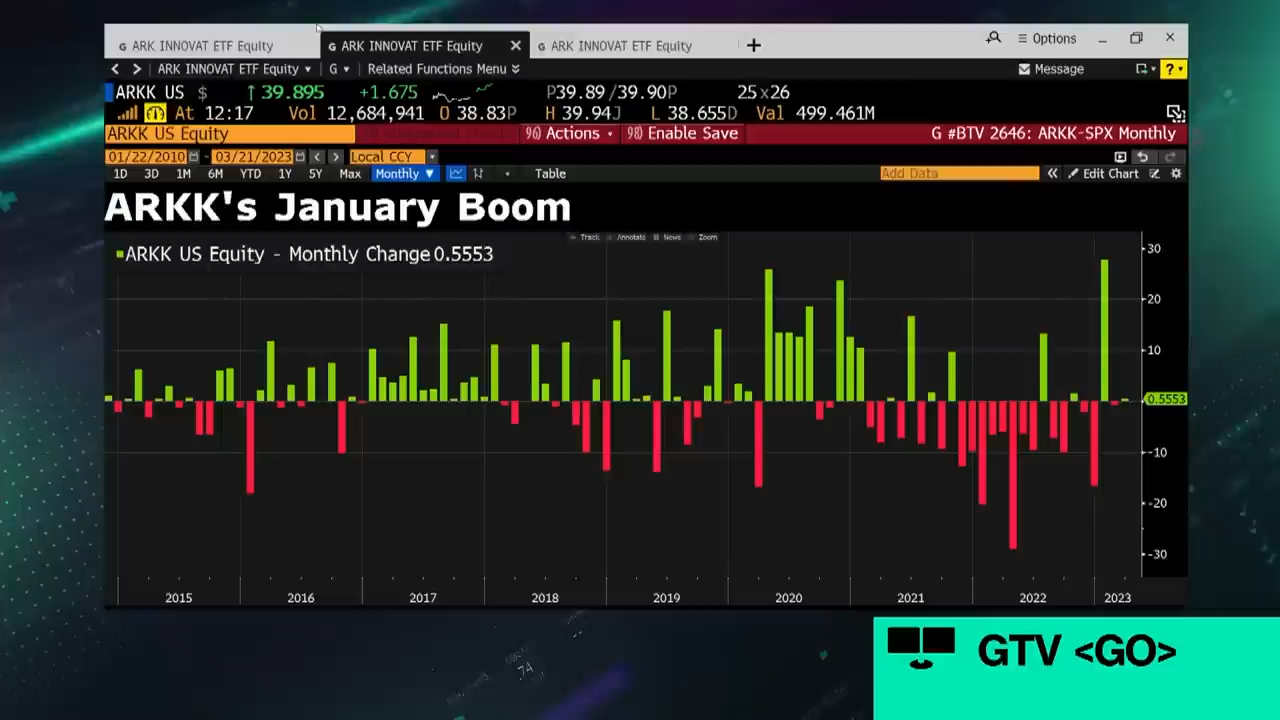 G ARK INNOVAT ETF Equity G ARK INNOVAT ETF Equity × G ARK INNOVAT ETF Equity + Options
ARK INNOVAT ETF Equity G Related Functions Menu Message ?
ARKK US $ ↑ 39.895 +1.675 P39.89 /39.90P 25x26
At 12:17 Vol 12,684,941 O 38.83P H 39.94J L 38.655D Val 499.461M
ARKK US Equity 96) Actions 98) Enable Save G #BTV 2646: ARKK-SPX Monthly
01/22/2010 - 03/21/2023 Local CCY
1D 3D 1M 6M YTD 1Y 5Y Max Monthly ▼ Table Add Data « Edit Chart
ARKK's January Boom
Track Annotate News Zoom
ARKK US Equity - Monthly Change 0.5553
30
20
10
0.5553
-10
-20
-30
2015 2016 2017 2018 2019 2020 2021 2022 2023
GTV <GO>
74